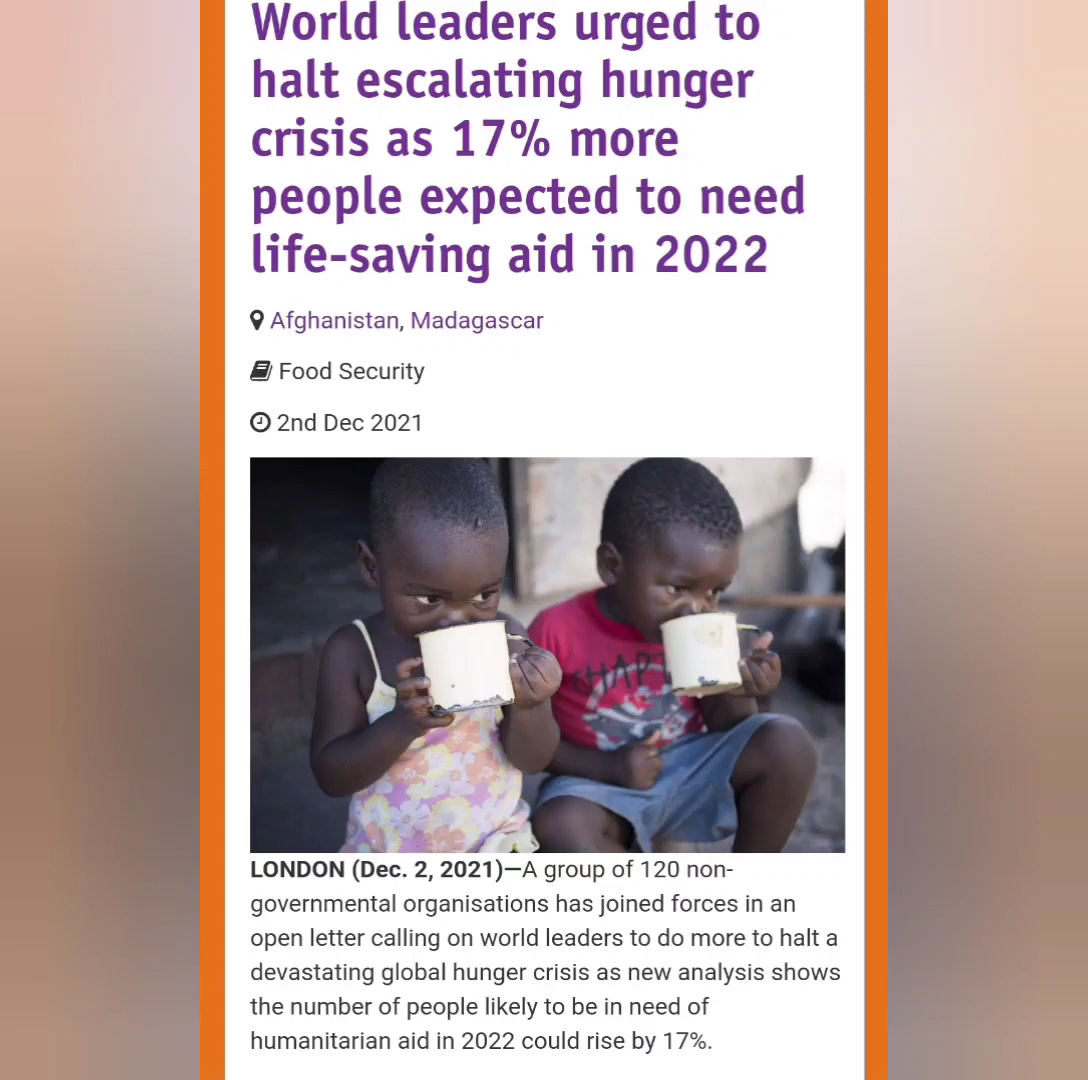 World leaders urged to
halt escalating hunger
crisis as 17% more
people expected to need
life-saving aid in 2022
Afghanistan, Madagascar
Food Security
2nd Dec 2021
CHAP
LONDON (Dec. 2, 2021)—A group of 120 non-
governmental organisations has joined forces in an
open letter calling on world leaders to do more to halt a
devastating global hunger crisis as new analysis shows
the number of people likely to be in need of
humanitarian aid in 2022 could rise by 17%.